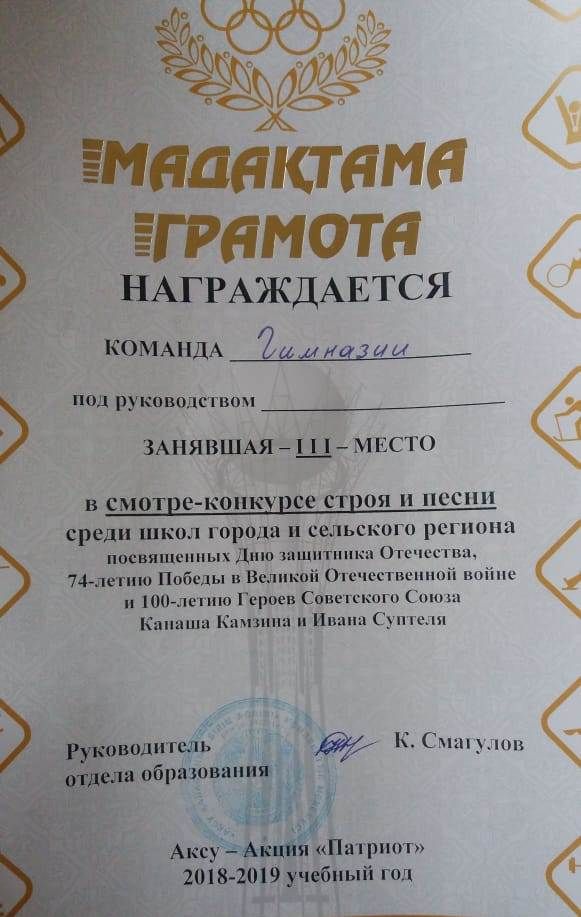 МАДАҚТАМА
ГРАМОТА
НАГРАЖДАЕТСЯ
КОМАНДА Гимназии
под руководством
ЗАНЯВШАЯ – III – МЕСТО
в смотре-конкурсе строя и песни
среди школ города и сельского региона
посвященных Дню защитника Отечества,
74-летию Победы в Великой Отечественной войне
и 100-летию Героев Советского Союза
Канаша Камзина и Ивана Суптеля
Руководитель К. Смагулов
отдела образования
Аксу – Акция «Патриот»
2018-2019 учебный год